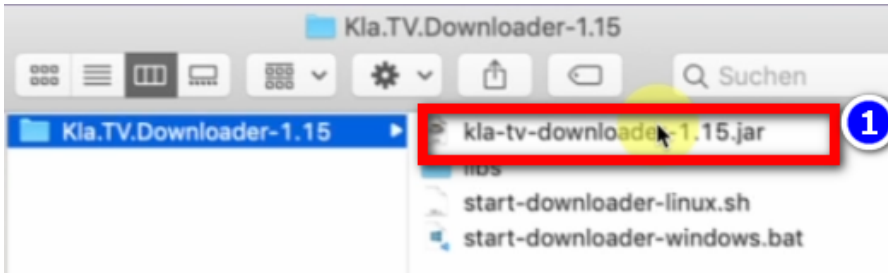 Kla.TV.Downloader-1.15
Suchen
Kla.TV.Downloader-1.15
kla-tv-downloader-1.15.jar
1
libs
start-downloader-linux.sh
start-downloader-windows.bat